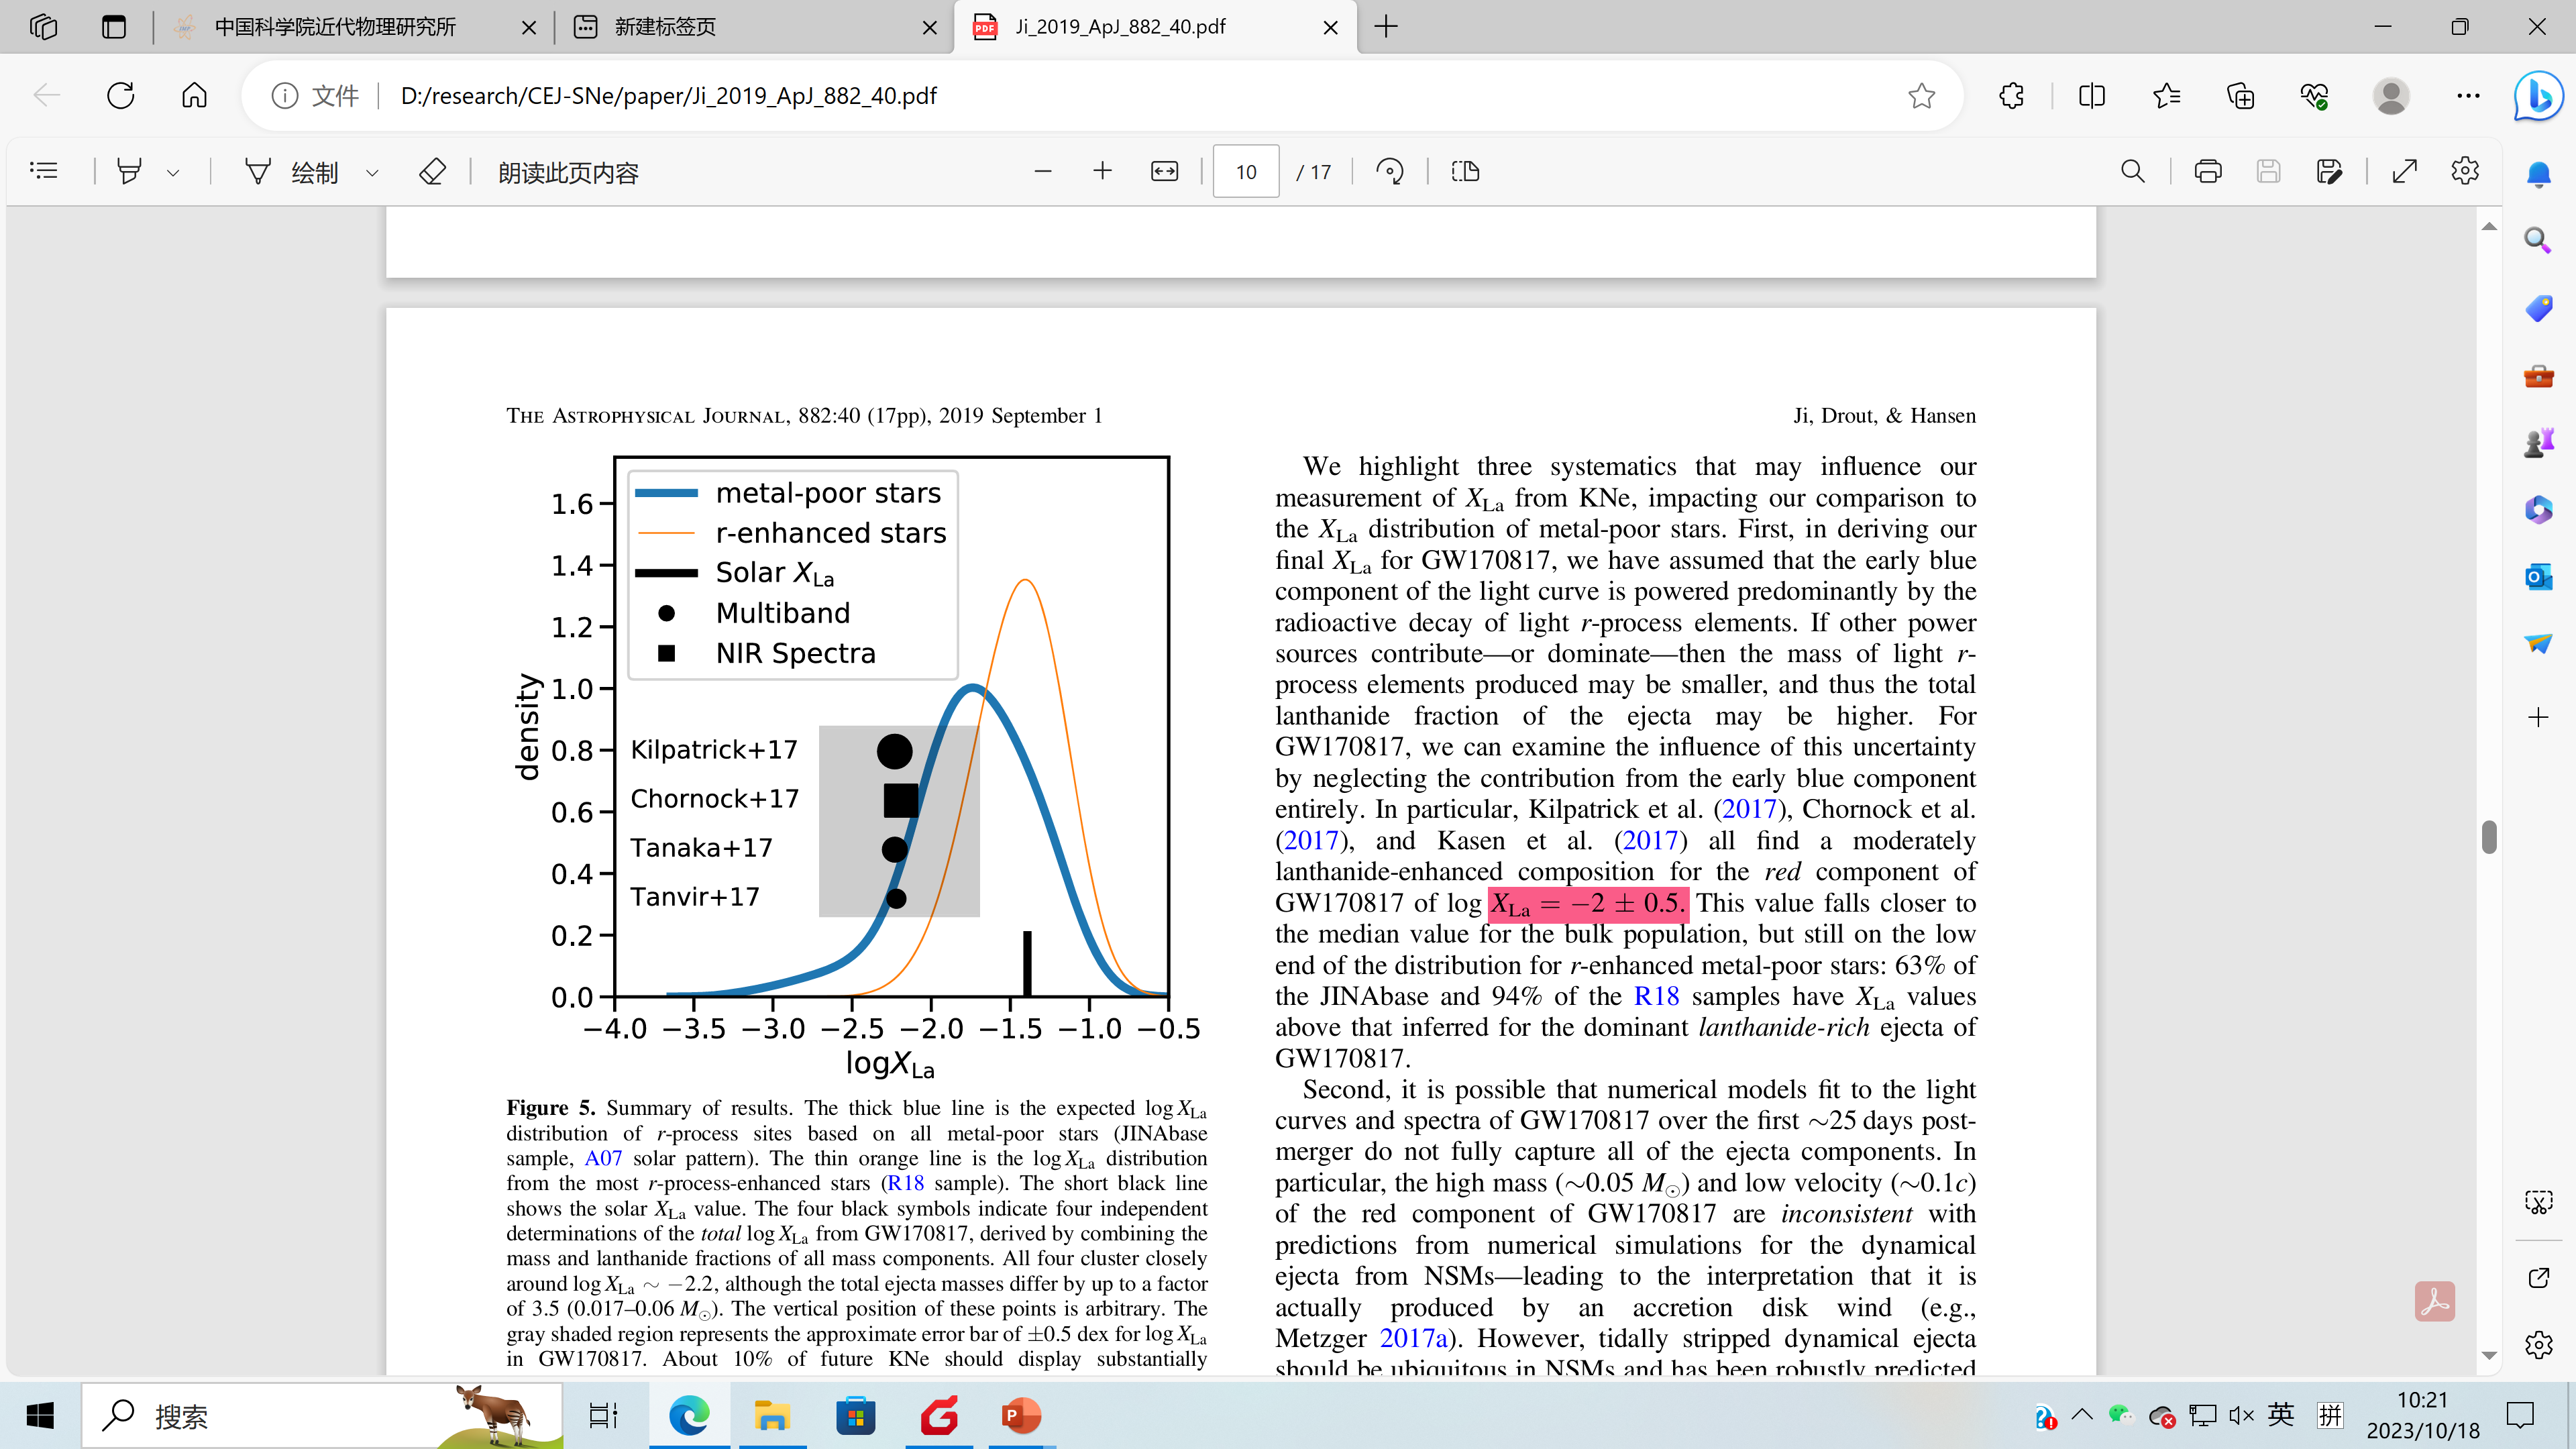 中国科学院近代物理研究所
新建标签页
Ji_2019_ApJ_882_40.pdf
文件
D:/research/CEJ-SNe/paper/Ji_2019_ApJ_882_40.pdf
绘制
朗读此页内容
10 / 17
THE ASTROPHYSICAL JOURNAL, 882:40 (17pp), 2019 September 1
Ji, Drout, & Hansen
metal-poor stars
r-enhanced stars
Solar XLa
Multiband
NIR Spectra
Kilpatrick+17
Chornock+17
Tanaka+17
Tanvir+17
density
1.6
1.4
1.2
1.0
0.8
0.6
0.4
0.2
0.0
−4.0 −3.5 −3.0 −2.5 −2.0 −1.5 −1.0 −0.5
logXLa
Figure 5. Summary of results. The thick blue line is the expected log XLa
distribution of r-process sites based on all metal-poor stars (JINAbase
sample, A07 solar pattern). The thin orange line is the log XLa distribution
from the most r-process-enhanced stars (R18 sample). The short black line
shows the solar XLa value. The four black symbols indicate four independent
determinations of the total log XLa from GW170817, derived by combining the
mass and lanthanide fractions of all mass components. All four cluster closely
around log XLa ∼ −2.2, although the total ejecta masses differ by up to a factor
of 3.5 (0.017–0.06 M⊙). The vertical position of these points is arbitrary. The
gray shaded region represents the approximate error bar of ±0.5 dex for log XLa
in GW170817. About 10% of future KNe should display substantially
We highlight three systematics that may influence our
measurement of XLa from KNe, impacting our comparison to
the XLa distribution of metal-poor stars. First, in deriving our
final XLa for GW170817, we have assumed that the early blue
component of the light curve is powered predominantly by the
radioactive decay of light r-process elements. If other power
sources contribute—or dominate—then the mass of light r-
process elements produced may be smaller, and thus the total
lanthanide fraction of the ejecta may be higher. For
GW170817, we can examine the influence of this uncertainty
by neglecting the contribution from the early blue component
entirely. In particular, Kilpatrick et al. (2017), Chornock et al.
(2017), and Kasen et al. (2017) all find a moderately
lanthanide-enhanced composition for the red component of
GW170817 of log XLa = −2 ± 0.5. This value falls closer to
the median value for the bulk population, but still on the low
end of the distribution for r-enhanced metal-poor stars: 63% of
the JINAbase and 94% of the R18 samples have XLa values
above that inferred for the dominant lanthanide-rich ejecta of
GW170817.
Second, it is possible that numerical models fit to the light
curves and spectra of GW170817 over the first ∼25 days post-
merger do not fully capture all of the ejecta components. In
particular, the high mass (∼0.05 M⊙) and low velocity (∼0.1c)
of the red component of GW170817 are inconsistent with
predictions from numerical simulations for the dynamical
ejecta from NSMs—leading to the interpretation that it is
actually produced by an accretion disk wind (e.g.,
Metzger 2017a). However, tidally stripped dynamical ejecta
should be ubiquitous in NSMs and has been robustly predicted
搜索
英
拼
10:21
2023/10/18